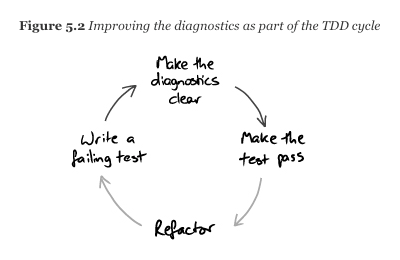 Figure 5.2 Improving the diagnostics as part of the TDD cycle
Make the
diagnostics
clear
Write a
failing test
Make the
test pass
Refactor